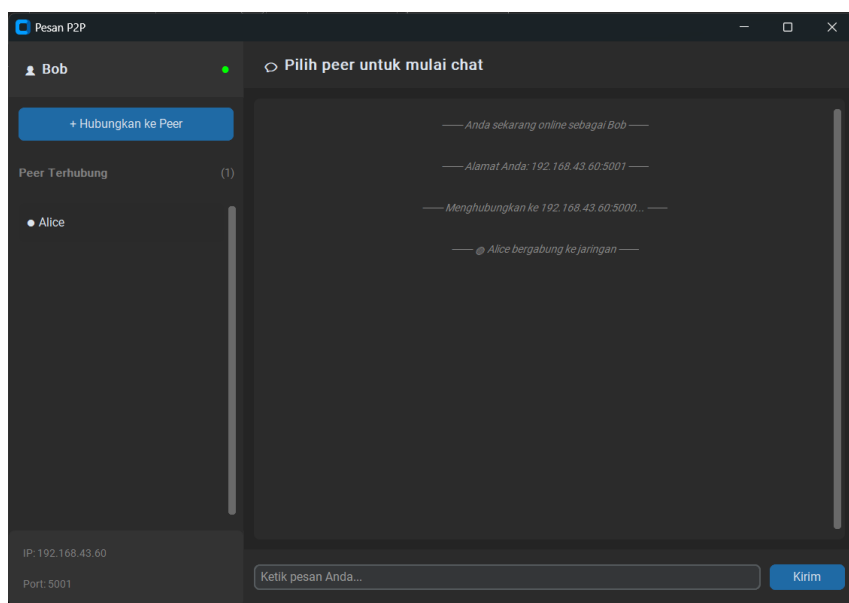 Pesan P2P
Bob
+ Hubungkan ke Peer
Peer Terhubung (1)
Alice
IP: 192.168.43.60
Port: 5001
Pilih peer untuk mulai chat
—— Anda sekarang online sebagai Bob ——
—— Alamat Anda: 192.168.43.60:5001 ——
—— Menghubungkan ke 192.168.43.60:5000... ——
—— Alice bergabung ke jaringan ——
Ketik pesan Anda...
Kirim